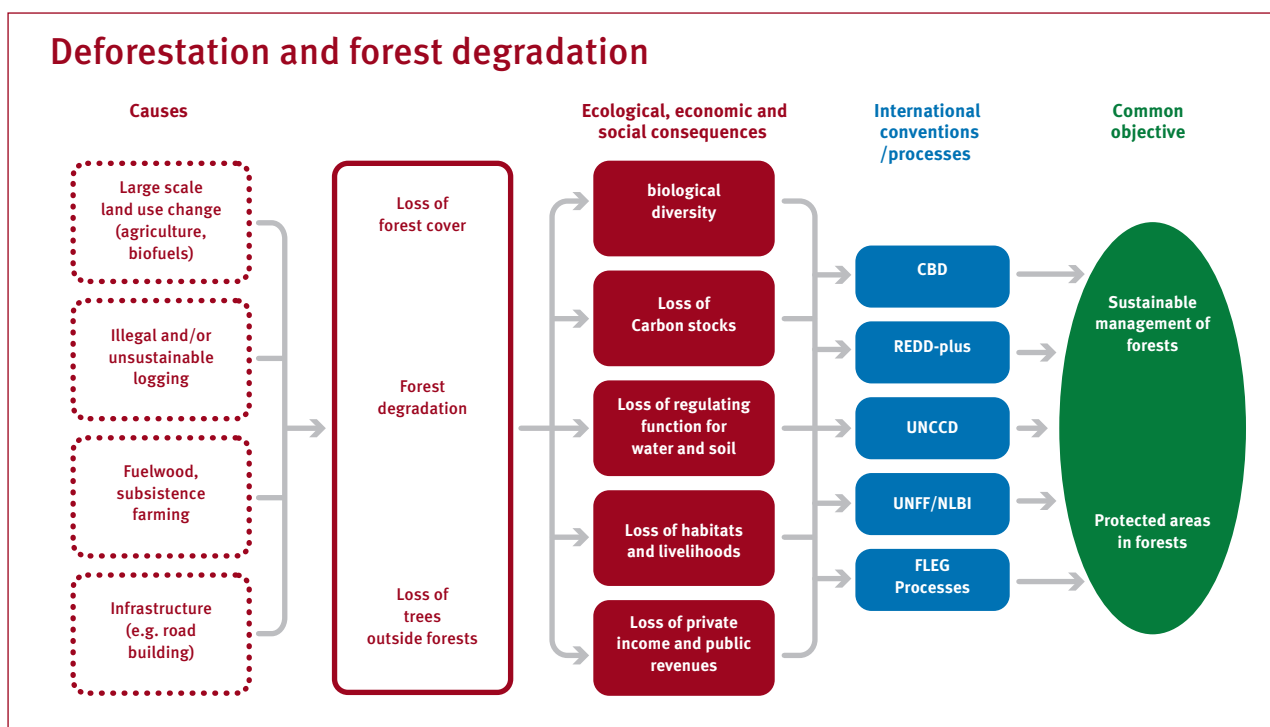 Deforestation and forest degradation
Causes
Large scale
land use change
(agriculture,
biofuels)
Illegal and/or
unsustainable
logging
Fuelwood,
subsistence
farming
Infrastructure
(e.g. road
building)
Loss of
forest cover
Forest
degradation
Loss of
trees
outside forests
Ecological, economic and
social consequences
biological
diversity
Loss of
Carbon stocks
Loss of regulating
function for
water and soil
Loss of habitats
and livelihoods
Loss of private
income and public
revenues
International
conventions
/processes
CBD
REDD-plus
UNCCD
UNFF/NLBI
FLEG
Processes
Common
objective
Sustainable
management of
forests
Protected areas
in forests